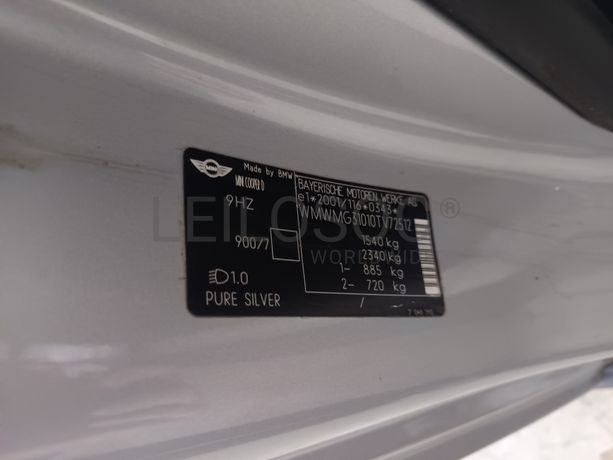 MINI
Made by BMW
MINI COOPER D
9HZ
900/7
1.0
PURE SILVER
BAYERISCHE MOTOREN WERKE AG
e1*2001/116*0343*
WMWMG31010TV72512
1540 kg
2340 kg
1- 885 kg
2- 720 kg
/
LEILOSOC
WORLDWIDE